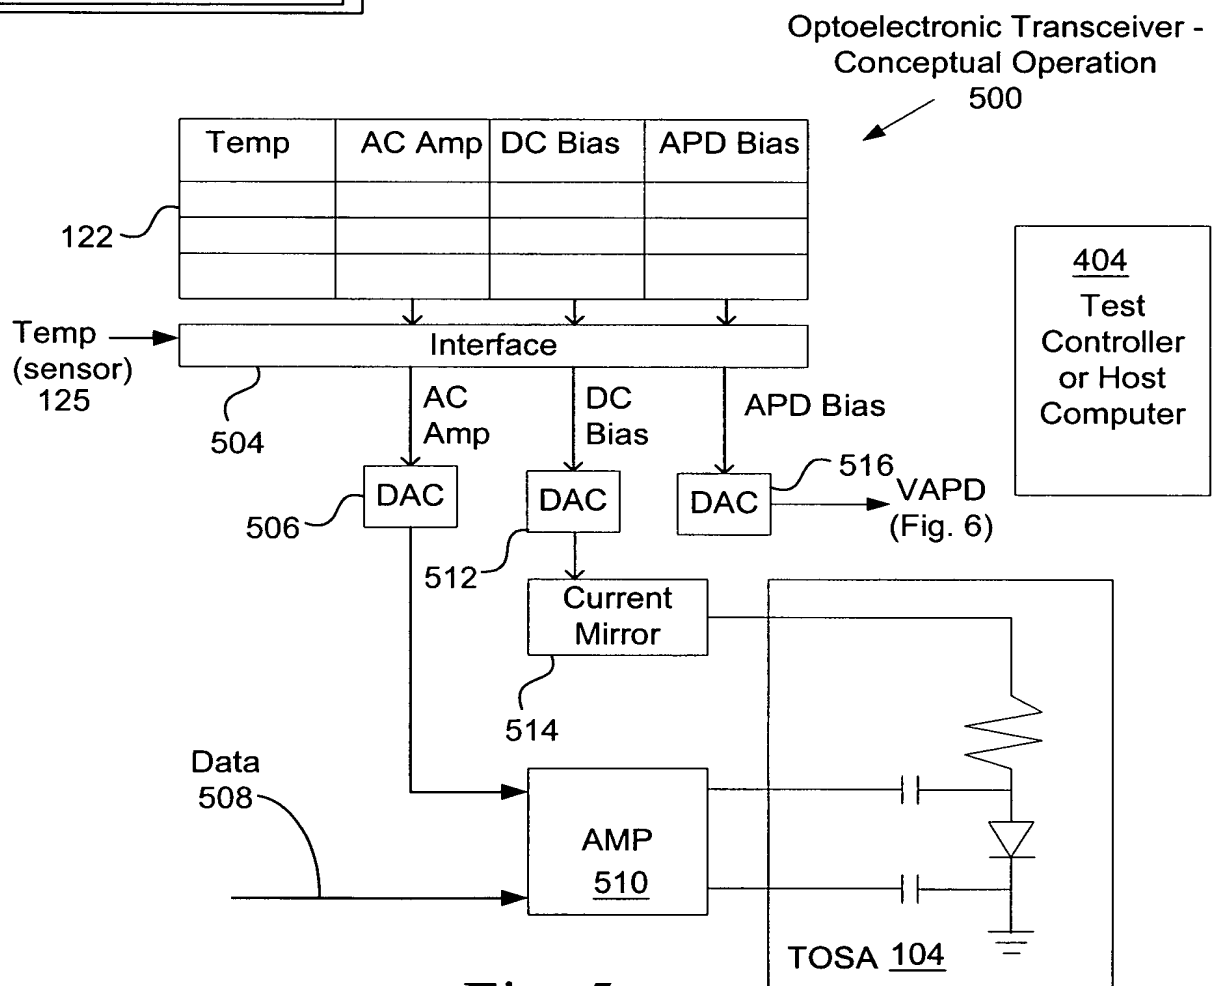 Optoelectronic Transceiver -
Conceptual Operation
500
Temp
AC Amp
DC Bias
APD Bias
122
404
Test
Controller
or Host
Computer
Temp
(sensor)
125
Interface
504
AC
Amp
DC
Bias
APD Bias
DAC
506
DAC
512
DAC
516
VAPD
(Fig. 6)
Current
Mirror
514
Data
508
AMP
510
TOSA 104